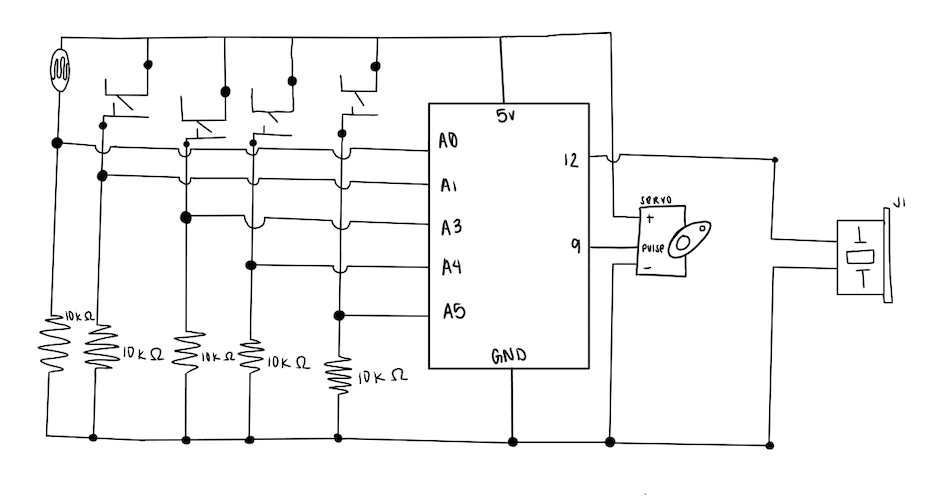 5v
A0
12
A1
SERVO
J1
+
A3
9
PULSE
-
A4
A5
10KΩ
10KΩ
10KΩ
10KΩ
10KΩ
GND